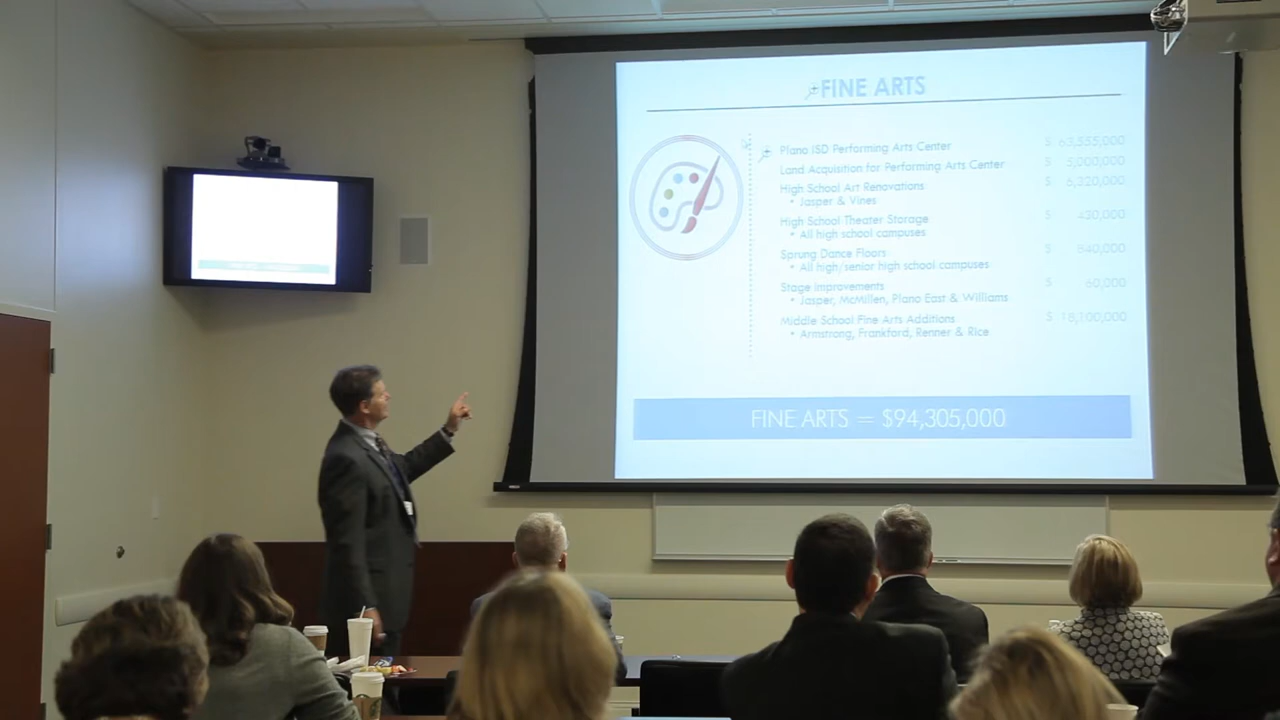 FINE ARTS
Plano ISD Performing Arts Center $ 63,555,000
Land Acquisition for Performing Arts Center $ 5,000,000
High School Art Renovations $ 6,320,000
• Jasper & Vines
High School Theater Storage $ 430,000
• All high school campuses
Sprung Dance Floors $ 840,000
• All high/senior high school campuses
Stage improvements $ 60,000
• Jasper, McMillen, Plano East & Williams
Middle School Fine Arts Additions $ 18,100,000
• Armstrong, Frankford, Renner & Rice
FINE ARTS = $94,305,000